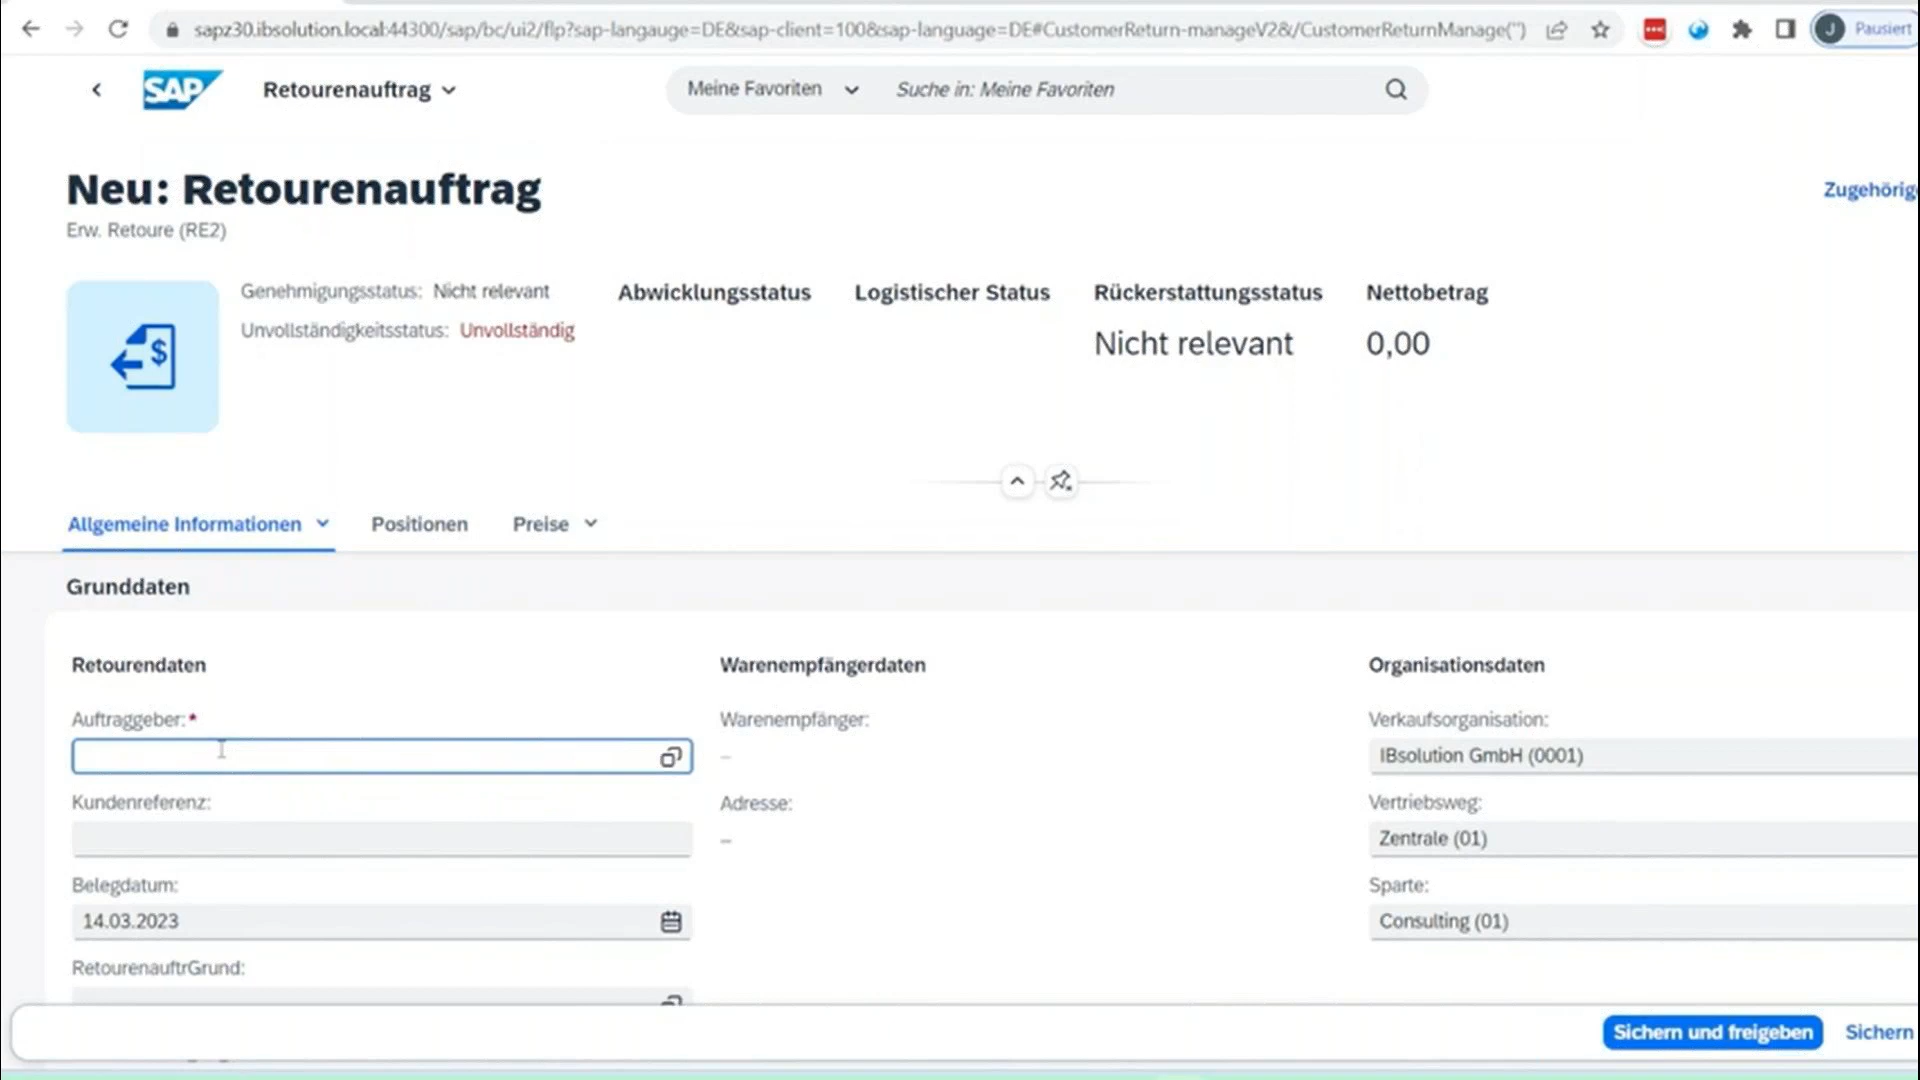 sapz30.ibsolution.local:44300/sap/bc/ui2/flp?sap-langauge=DE&sap-client=100&sap-language=DE#CustomerReturn-manageV2&/CustomerReturnManage('')
J Pausiert
SAP Retourenauftrag
Meine Favoriten Suche in: Meine Favoriten
Neu: Retourenauftrag
Zugehörig
Erw. Retoure (RE2)
Genehmigungsstatus: Nicht relevant
Unvollständigkeitsstatus: Unvollständig
Abwicklungsstatus Logistischer Status Rückerstattungsstatus Nettobetrag
Nicht relevant 0,00
$
Allgemeine Informationen Positionen Preise
Grunddaten
Retourendaten
Auftraggeber:*
Kundenreferenz:
Belegdatum:
14.03.2023
RetourenauftrGrund:
Warenempfängerdaten
Warenempfänger:
–
Adresse:
–
Organisationsdaten
Verkaufsorganisation:
IBsolution GmbH (0001)
Vertriebsweg:
Zentrale (01)
Sparte:
Consulting (01)
Sichern und freigeben Sichern